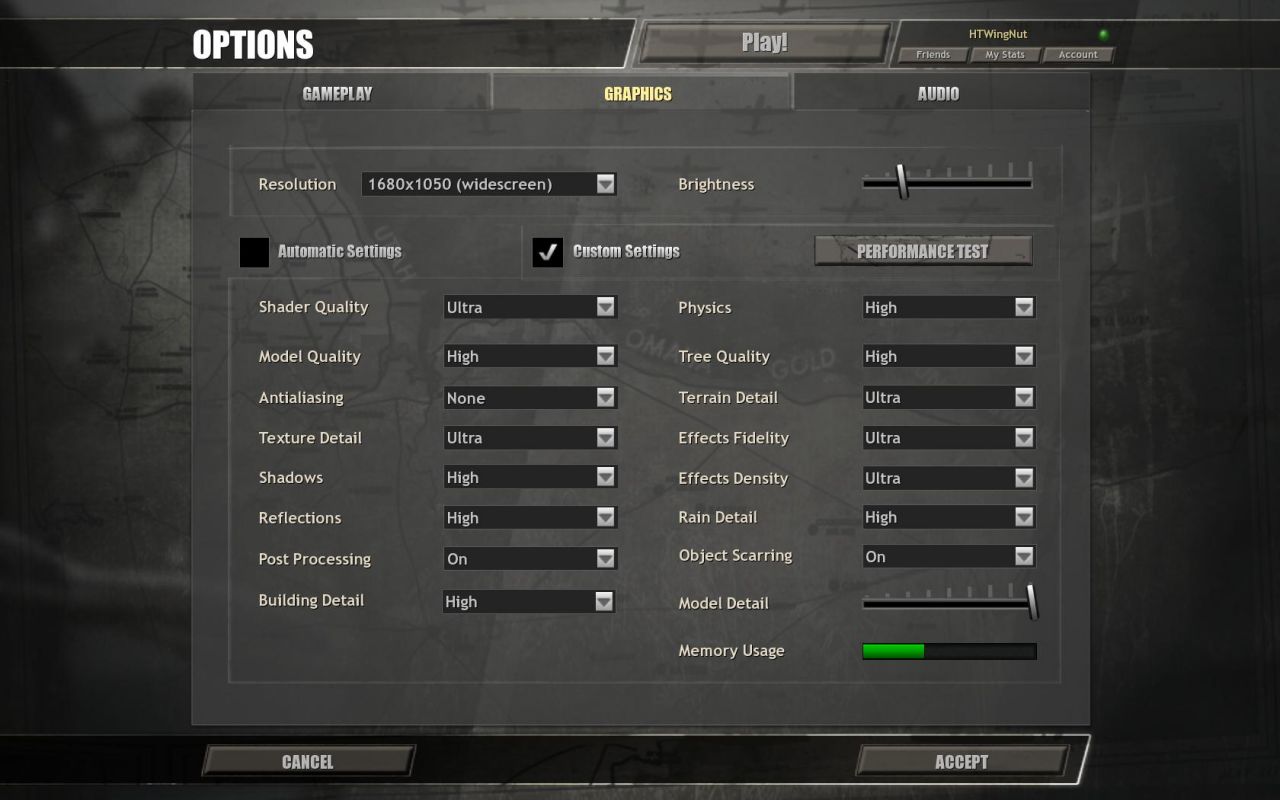 OPTIONS
Play!
HTWingNut
Friends
My Stats
Account
GAMEPLAY
GRAPHICS
AUDIO
Resolution
1680x1050 (widescreen)
Brightness
Automatic Settings
Custom Settings
PERFORMANCE TEST
Shader Quality
Ultra
Physics
High
Model Quality
High
Tree Quality
High
Antialiasing
None
Terrain Detail
Ultra
Texture Detail
Ultra
Effects Fidelity
Ultra
Shadows
High
Effects Density
Ultra
Reflections
High
Rain Detail
High
Post Processing
On
Object Scarring
On
Building Detail
High
Model Detail
Memory Usage
UTAH
OMAHA
GOLD
CANCEL
ACCEPT